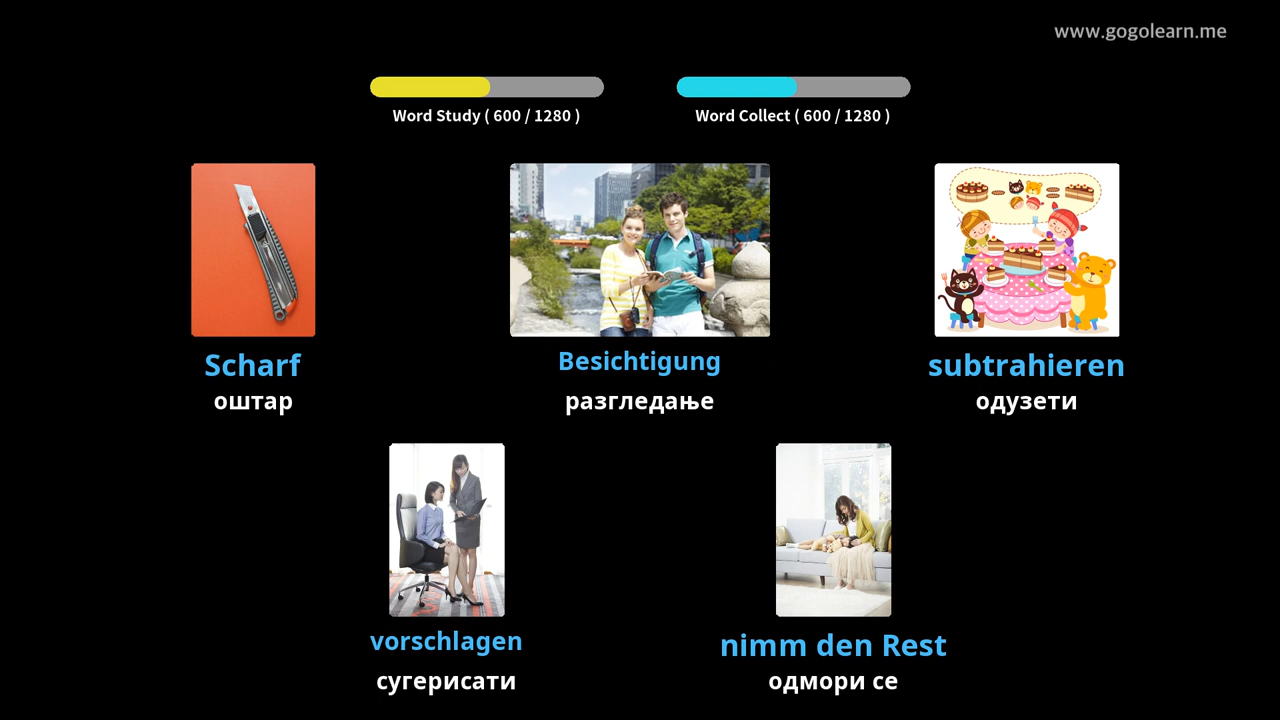 www.gogolearn.me
Word Study ( 600 / 1280 )
Word Collect ( 600 / 1280 )
Scharf
оштар
Besichtigung
разгледање
subtrahieren
одузети
vorschlagen
сугерисати
nimm den Rest
одмори се